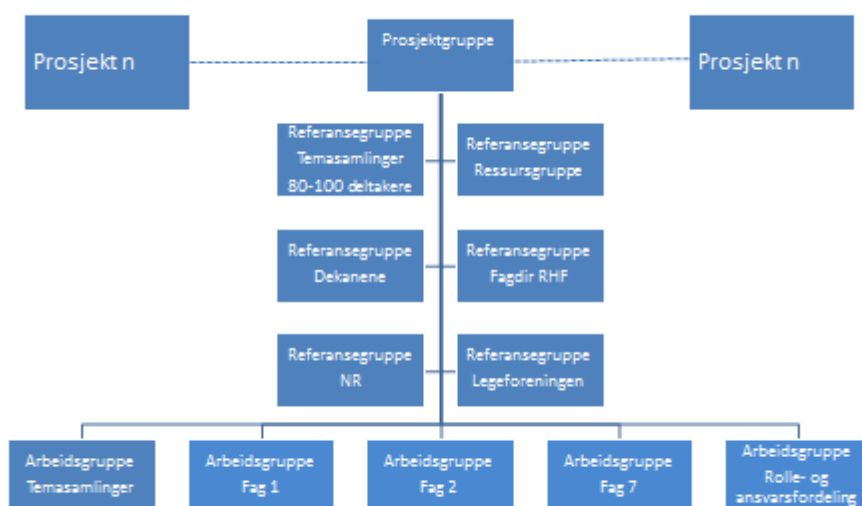 Prosjektgruppe
Prosjekt n
Prosjekt n
Referansegruppe
Temasamlinger
80-100 deltakere
Referansegruppe
Ressursgruppe
Referansegruppe
Dekanene
Referansegruppe
Fagdir RHF
Referansegruppe
NR
Referansegruppe
Legeforeningen
Arbeidsgruppe
Temasamlinger
Arbeidsgruppe
Fag 1
Arbeidsgruppe
Fag 2
Arbeidsgruppe
Fag 7
Arbeidsgruppe
Rolle- og
ansvarsfordeling